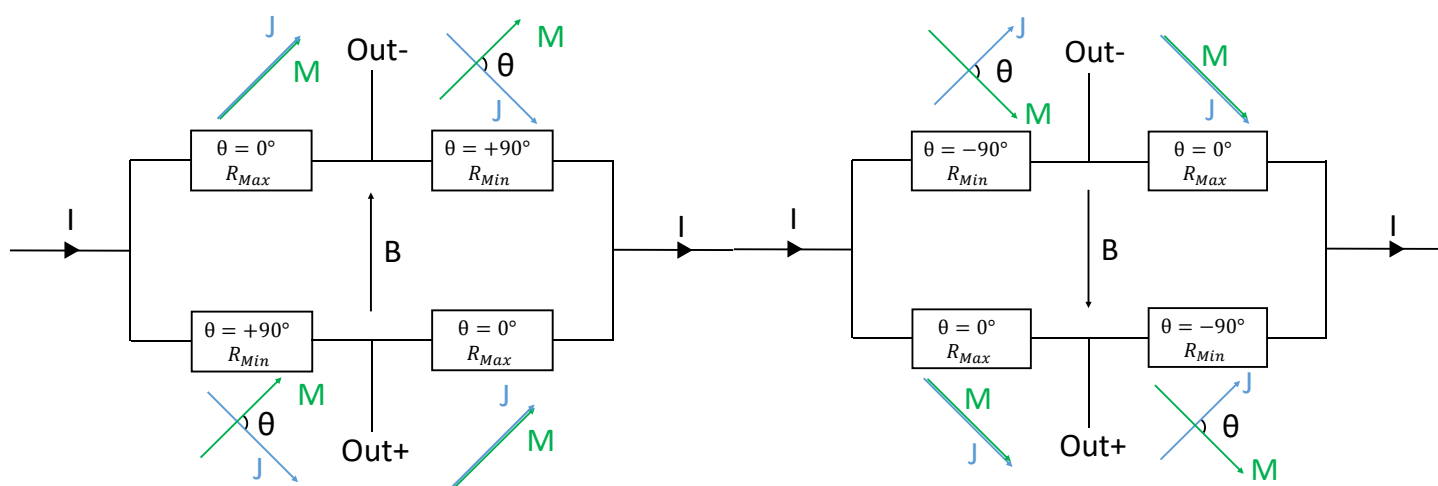 J
M
Out-
M
θ
J
θ = 0°
R_Max
θ = +90°
R_Min
I
B
I
θ = +90°
R_Min
θ = 0°
R_Max
M
θ
J
Out+
J
M
J
θ
M
Out-
M
J
θ = −90°
R_Min
θ = 0°
R_Max
I
B
I
θ = 0°
R_Max
θ = −90°
R_Min
M
J
Out+
J
θ
M